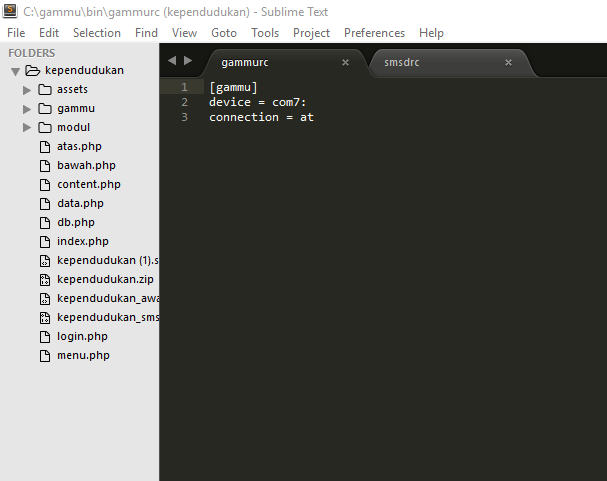 C:\gammu\bin\gammurc (kependudukan) - Sublime Text
File Edit Selection Find View Goto Tools Project Preferences Help
FOLDERS
kependudukan
assets
gammu
modul
atas.php
bawah.php
content.php
data.php
db.php
index.php
kependudukan (1).s
kependudukan.zip
kependudukan_awa
kependudukan_sms
login.php
menu.php
gammurc × smsdrc ×
1 [gammu]
2 device = com7:
3 connection = at